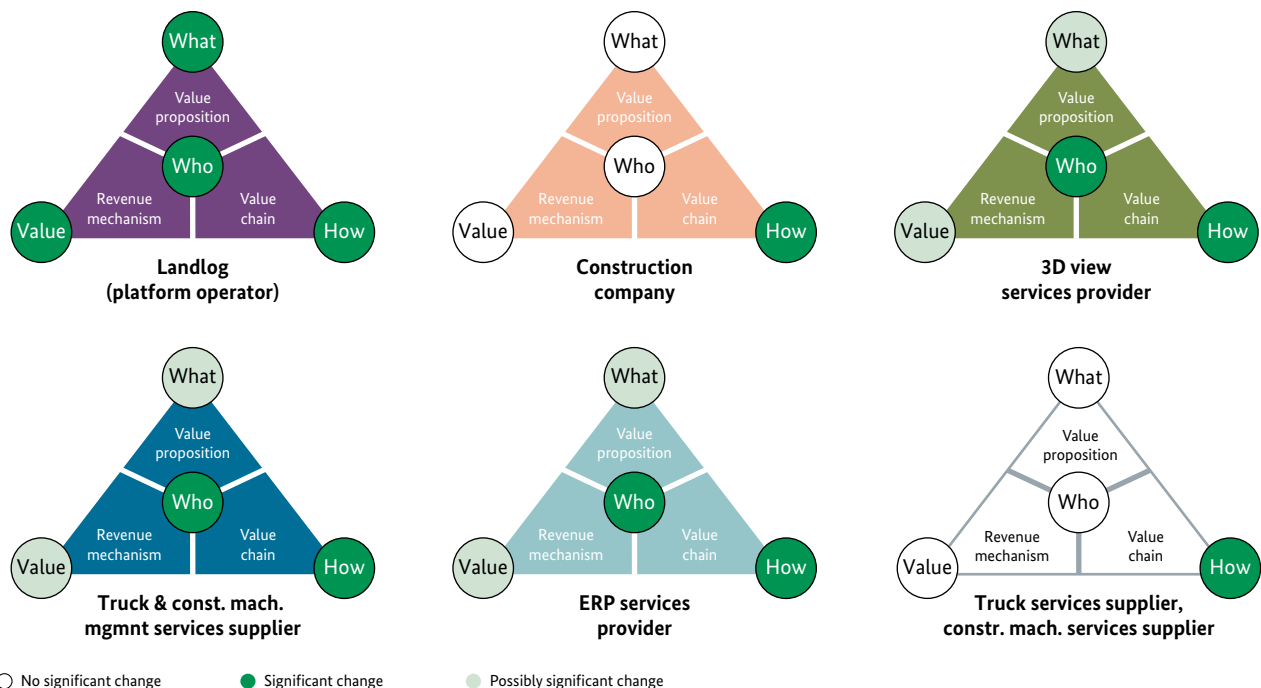 What
Value
proposition
Who
Revenue
mechanism
Value
chain
Value
How
Landlog
(platform operator)
What
Value
proposition
Who
Revenue
mechanism
Value
chain
Value
How
Construction
company
What
Value
proposition
Who
Revenue
mechanism
Value
chain
Value
How
3D view
services provider
What
Value
proposition
Who
Revenue
mechanism
Value
chain
Value
How
Truck & const. mach.
mgmnt services supplier
What
Value
proposition
Who
Revenue
mechanism
Value
chain
Value
How
ERP services
provider
What
Value
proposition
Who
Revenue
mechanism
Value
chain
Value
How
Truck services supplier,
constr. mach. services supplier
No significant change
Significant change
Possibly significant change